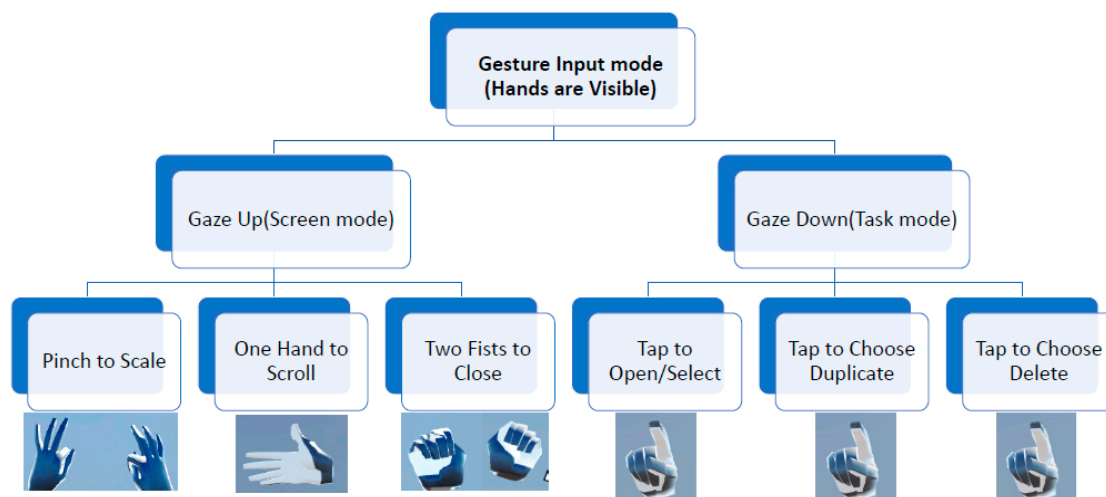 Gesture Input mode
(Hands are Visible)
Gaze Up(Screen mode)
Gaze Down(Task mode)
Pinch to Scale
One Hand to
Scroll
Two Fists to
Close
Tap to
Open/Select
Tap to Choose
Duplicate
Tap to Choose
Delete